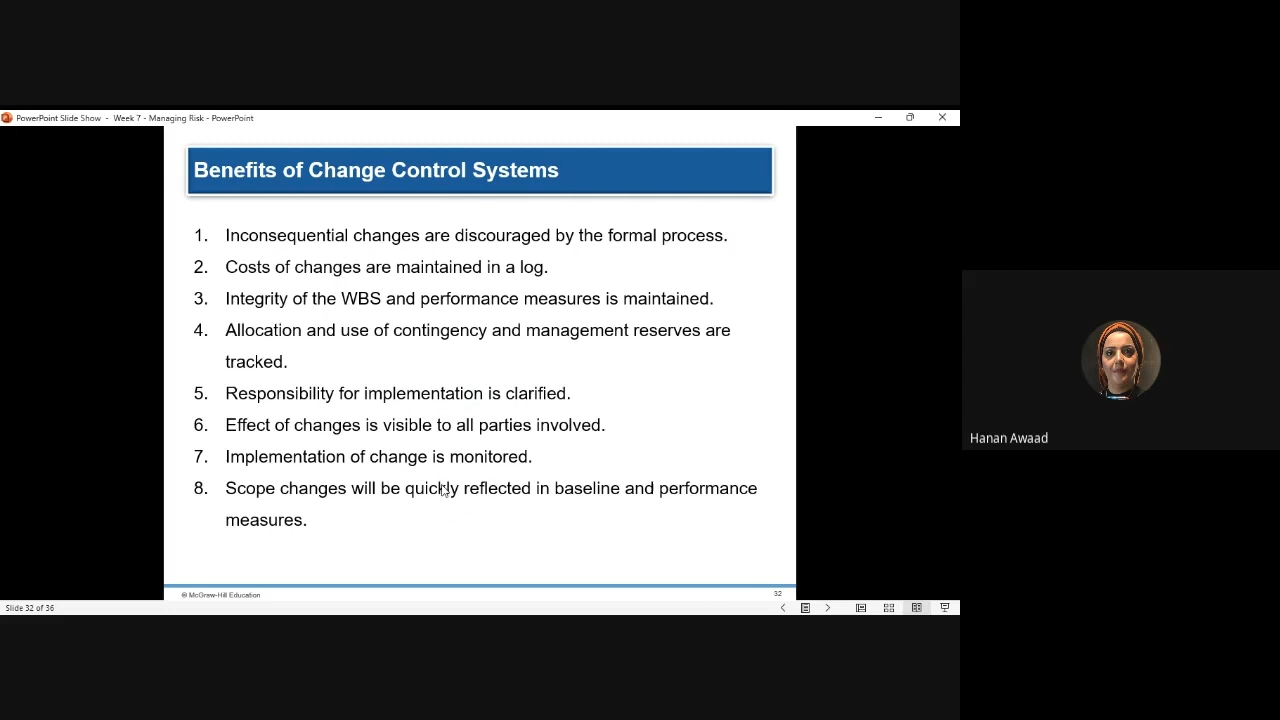 PowerPoint Slide Show - Week 7 - Managing Risk - PowerPoint
Benefits of Change Control Systems
1. Inconsequential changes are discouraged by the formal process.
2. Costs of changes are maintained in a log.
3. Integrity of the WBS and performance measures is maintained.
4. Allocation and use of contingency and management reserves are
tracked.
5. Responsibility for implementation is clarified.
6. Effect of changes is visible to all parties involved.
7. Implementation of change is monitored.
8. Scope changes will be quickly reflected in baseline and performance
measures.
© McGraw-Hill Education
32
Slide 32 of 36
Hanan Awaad